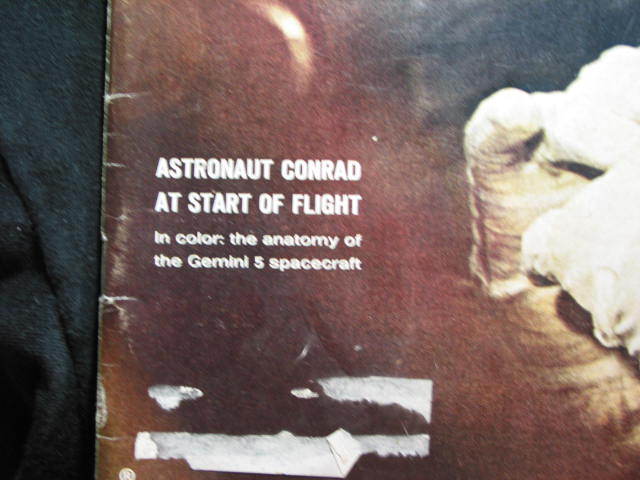 ASTRONAUT CONRAD
AT START OF FLIGHT
In color: the anatomy of
the Gemini 5 spacecraft
®